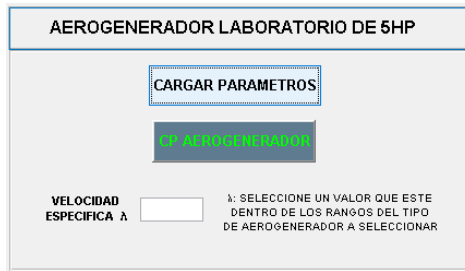 AEROGENERADOR LABORATORIO DE 5HP
CARGAR PARAMETROS
CP AEROGENERADOR
VELOCIDAD
ESPECIFICA λ
λ: SELECCIONE UN VALOR QUE ESTE
DENTRO DE LOS RANGOS DEL TIPO
DE AEROGENERADOR A SELECCIONAR